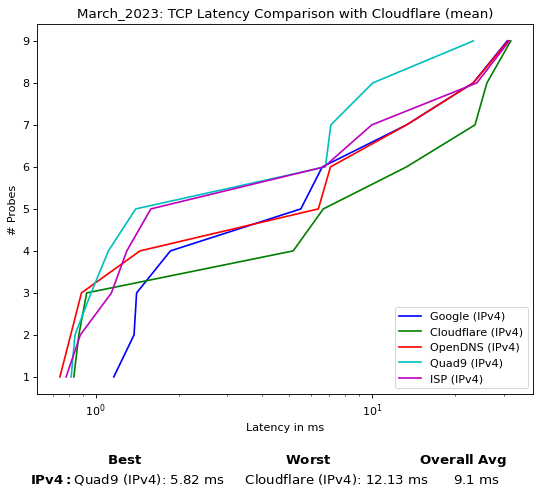 March_2023: TCP Latency Comparison with Cloudflare (mean)
# Probes
9
8
7
6
5
4
3
2
1
10⁰
10¹
Latency in ms
Google (IPv4)
Cloudflare (IPv4)
OpenDNS (IPv4)
Quad9 (IPv4)
ISP (IPv4)
Best Worst Overall Avg
IPv4: Quad9 (IPv4): 5.82 ms Cloudflare (IPv4): 12.13 ms 9.1 ms